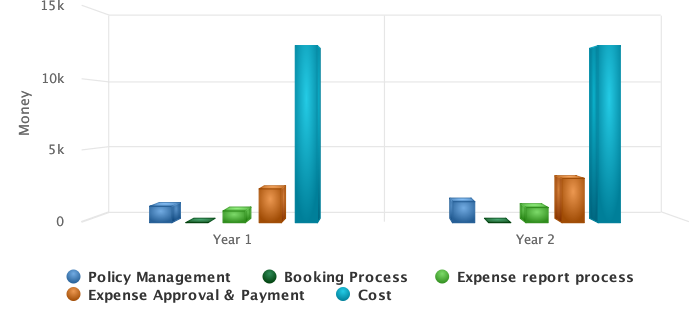 15k
10k
5k
0
Money
Year 1
Year 2
Policy Management
Booking Process
Expense report process
Expense Approval & Payment
Cost